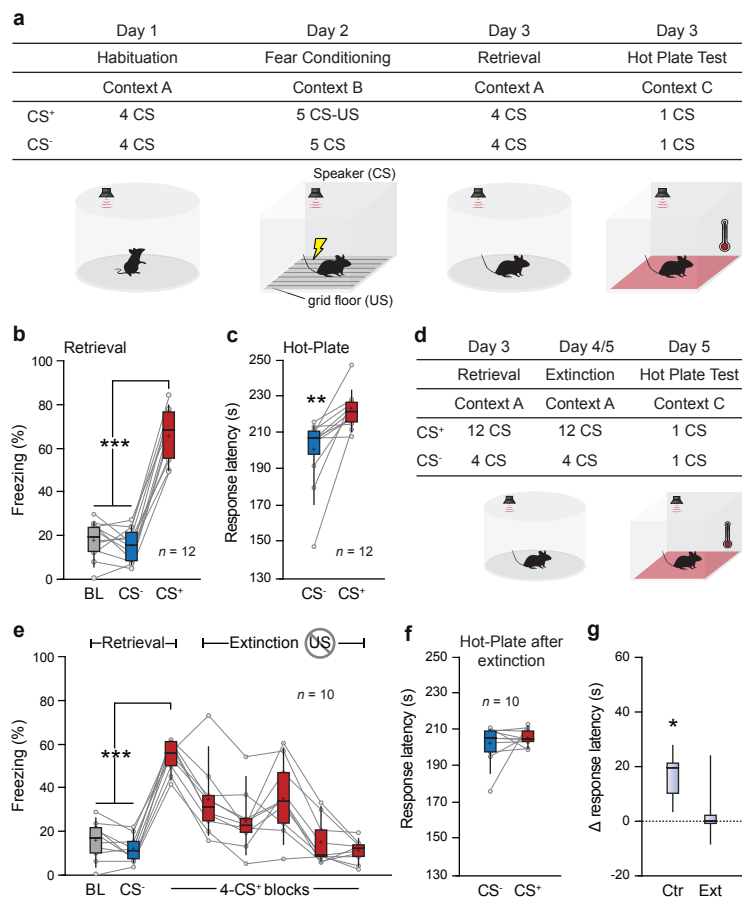 a
Day 1 Day 2 Day 3 Day 3
Habituation Fear Conditioning Retrieval Hot Plate Test
Context A Context B Context A Context C
CS+ 4 CS 5 CS-US 4 CS 1 CS
CS- 4 CS 5 CS 4 CS 1 CS
Speaker (CS)
grid floor (US)
b
Retrieval
Freezing (%)
100
80
60
40
20
0
***
n = 12
BL CS- CS+
c
Hot-Plate
Response latency (s)
250
230
210
190
170
150
130
**
n = 12
CS- CS+
d
Day 3 Day 4/5 Day 5
Retrieval Extinction Hot Plate Test
Context A Context A Context C
CS+ 12 CS 12 CS 1 CS
CS- 4 CS 4 CS 1 CS
e
Retrieval Extinction US
Freezing (%)
100
80
60
40
20
0
***
n = 10
BL CS- 4-CS+ blocks
f
Hot-Plate after
extinction
Response latency (s)
250
230
210
190
170
150
130
n = 10
CS- CS+
g
Δ response latency (s)
60
40
20
0
-20
*
Ctr Ext